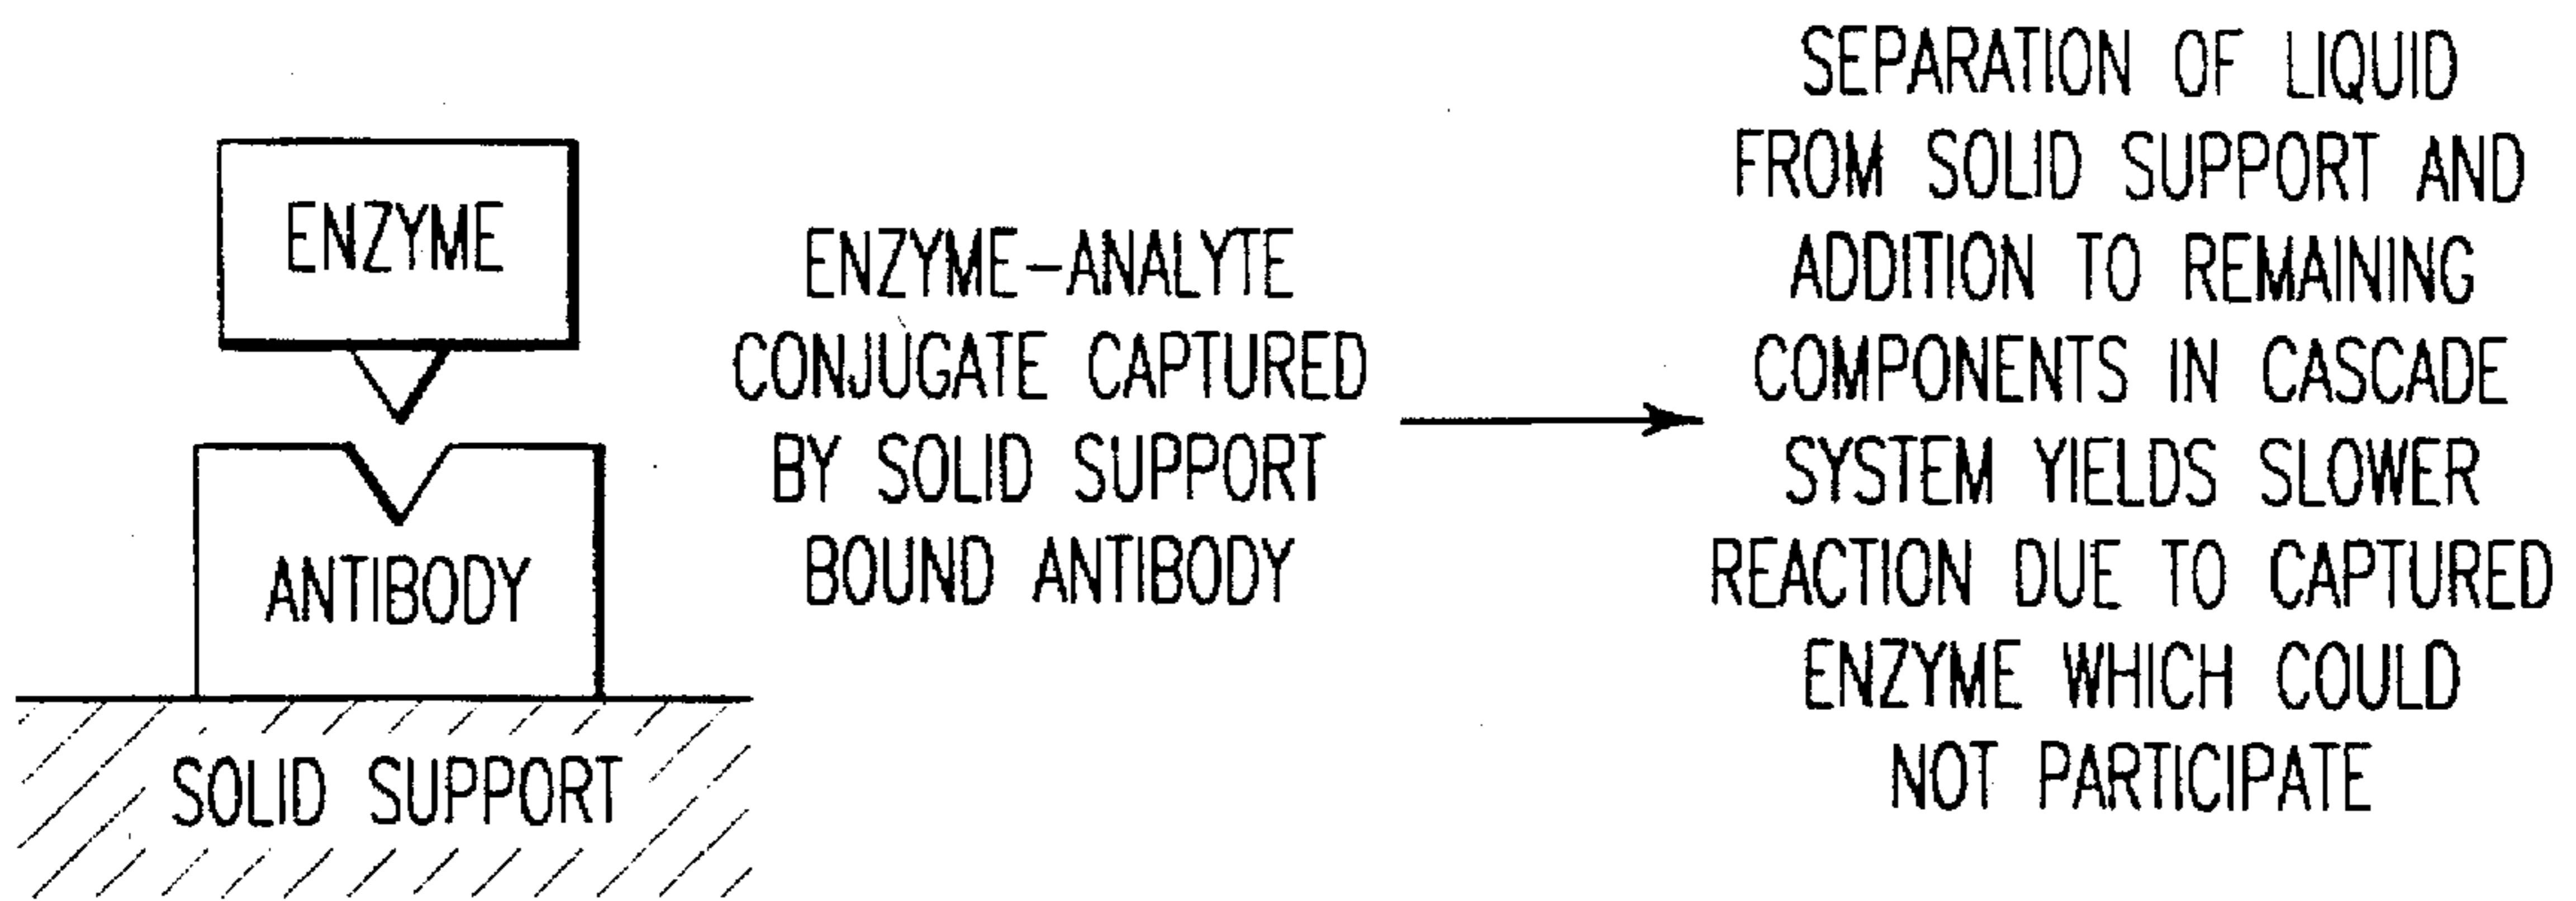 ENZYME
ANTIBODY
SOLID SUPPORT
ENZYME-ANALYTE
CONJUGATE CAPTURED
BY SOLID SUPPORT
BOUND ANTIBODY
SEPARATION OF LIQUID
FROM SOLID SUPPORT AND
ADDITION TO REMAINING
COMPONENTS IN CASCADE
SYSTEM YIELDS SLOWER
REACTION DUE TO CAPTURED
ENZYME WHICH COULD
NOT PARTICIPATE